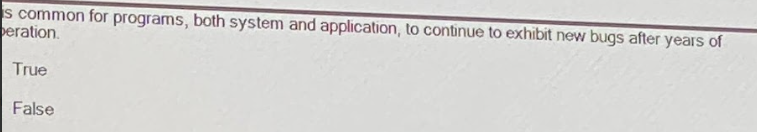 is common for programs, both system and application, to continue to exhibit new bugs after years of
peration.
True
False